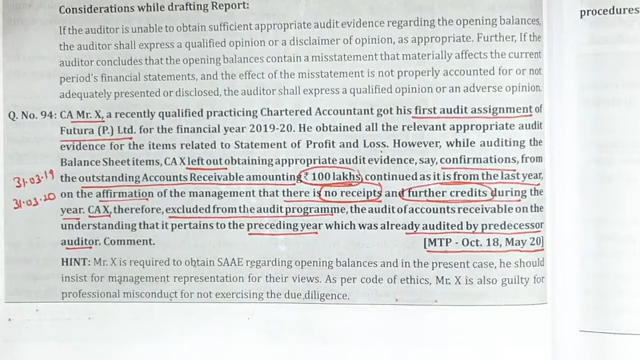 Considerations while drafting Report:
procedures
If the auditor is unable to obtain sufficient appropriate audit evidence regarding the opening balances,
the auditor shall express a qualified opinion or a disclaimer of opinion, as appropriate. Further, If the
auditor concludes that the opening balances contain a misstatement that materially affects the current
period's financial statements, and the effect of the misstatement is not properly accounted for or not
adequately presented or disclosed, the auditor shall express a qualified opinion or an adverse opinion.
Q. No. 94: CA Mr. X, a recently qualified practicing Chartered Accountant got his first audit assignment of
Futura (P.) Ltd. for the financial year 2019-20. He obtained all the relevant appropriate audit
evidence for the items related to Statement of Profit and Loss. However, while auditing the
Balance Sheet items, CA X left out obtaining appropriate audit evidence, say, confirmations, from
31.03.19 the outstanding Accounts Receivable amounting ₹ 100 lakhs continued as it is from the last year,
31.03.20 on the affirmation of the management that there is no receipts and further credits during the
year. CA X, therefore, excluded from the audit programme, the audit of accounts receivable on the
understanding that it pertains to the preceding year which was already audited by predecessor
auditor. Comment. [MTP - Oct. 18, May 20]
HINT: Mr. X is required to obtain SAAE regarding opening balances and in the present case, he should
insist for management representation for their views. As per code of ethics, Mr. X is also guilty for
professional misconduct for not exercising the due diligence.